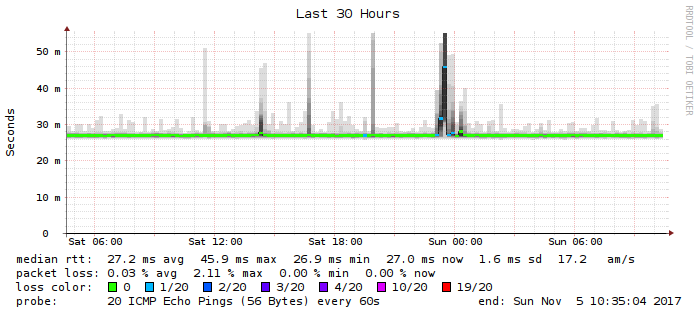 Last 30 Hours
RRDTOOL / TOBI OETIKER
Seconds
50 m
40 m
30 m
20 m
10 m
0
Sat 06:00 Sat 12:00 Sat 18:00 Sun 00:00 Sun 06:00
median rtt: 27.2 ms avg 45.9 ms max 26.9 ms min 27.0 ms now 1.6 ms sd 17.2 am/s
packet loss: 0.03 % avg 2.11 % max 0.00 % min 0.00 % now
loss color: 0 1/20 2/20 3/20 4/20 10/20 19/20
probe: 20 ICMP Echo Pings (56 Bytes) every 60s end: Sun Nov 5 10:35:04 2017